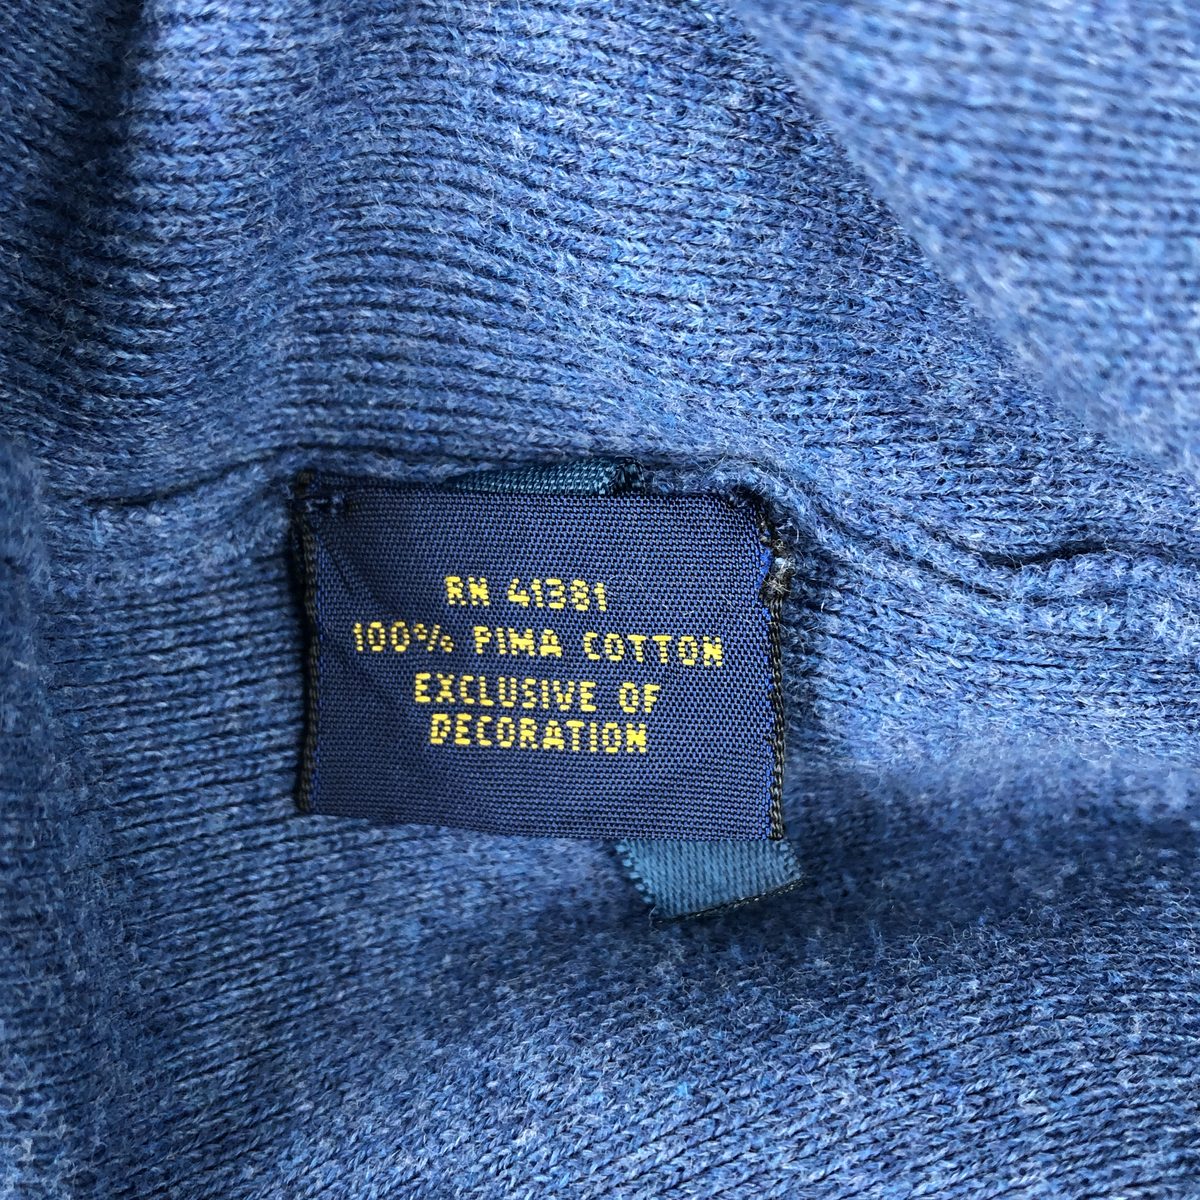 RN 41381
100% PIMA COTTON
EXCLUSIVE OF
DECORATION